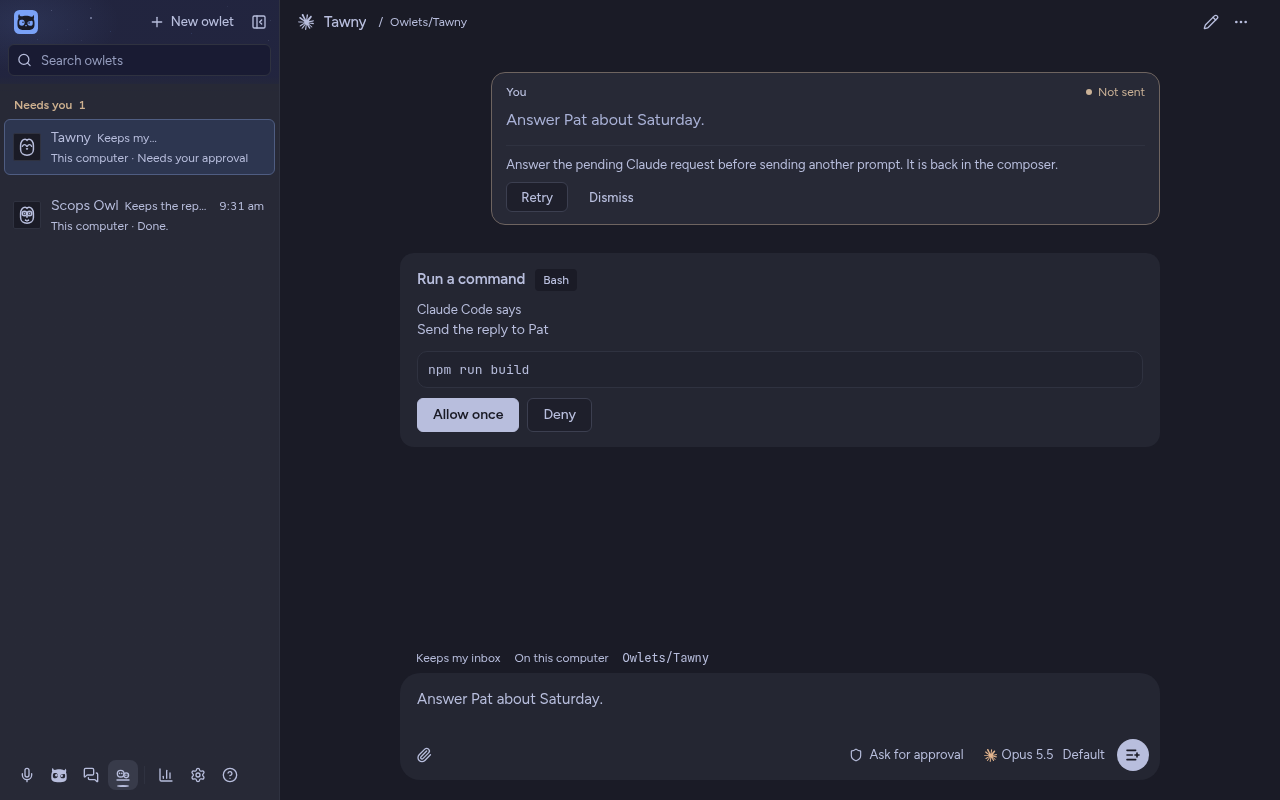 New owlet
Search owlets
Needs you 1
Tawny Keeps my...
This computer · Needs your approval
Scops Owl Keeps the rep... 9:31 am
This computer · Done.
Tawny / Owlets/Tawny
You
Not sent
Answer Pat about Saturday.
Answer the pending Claude request before sending another prompt. It is back in the composer.
Retry
Dismiss
Run a command Bash
Claude Code says
Send the reply to Pat
npm run build
Allow once
Deny
Keeps my inbox On this computer Owlets/Tawny
Answer Pat about Saturday.
Ask for approval
Opus 5.5 Default